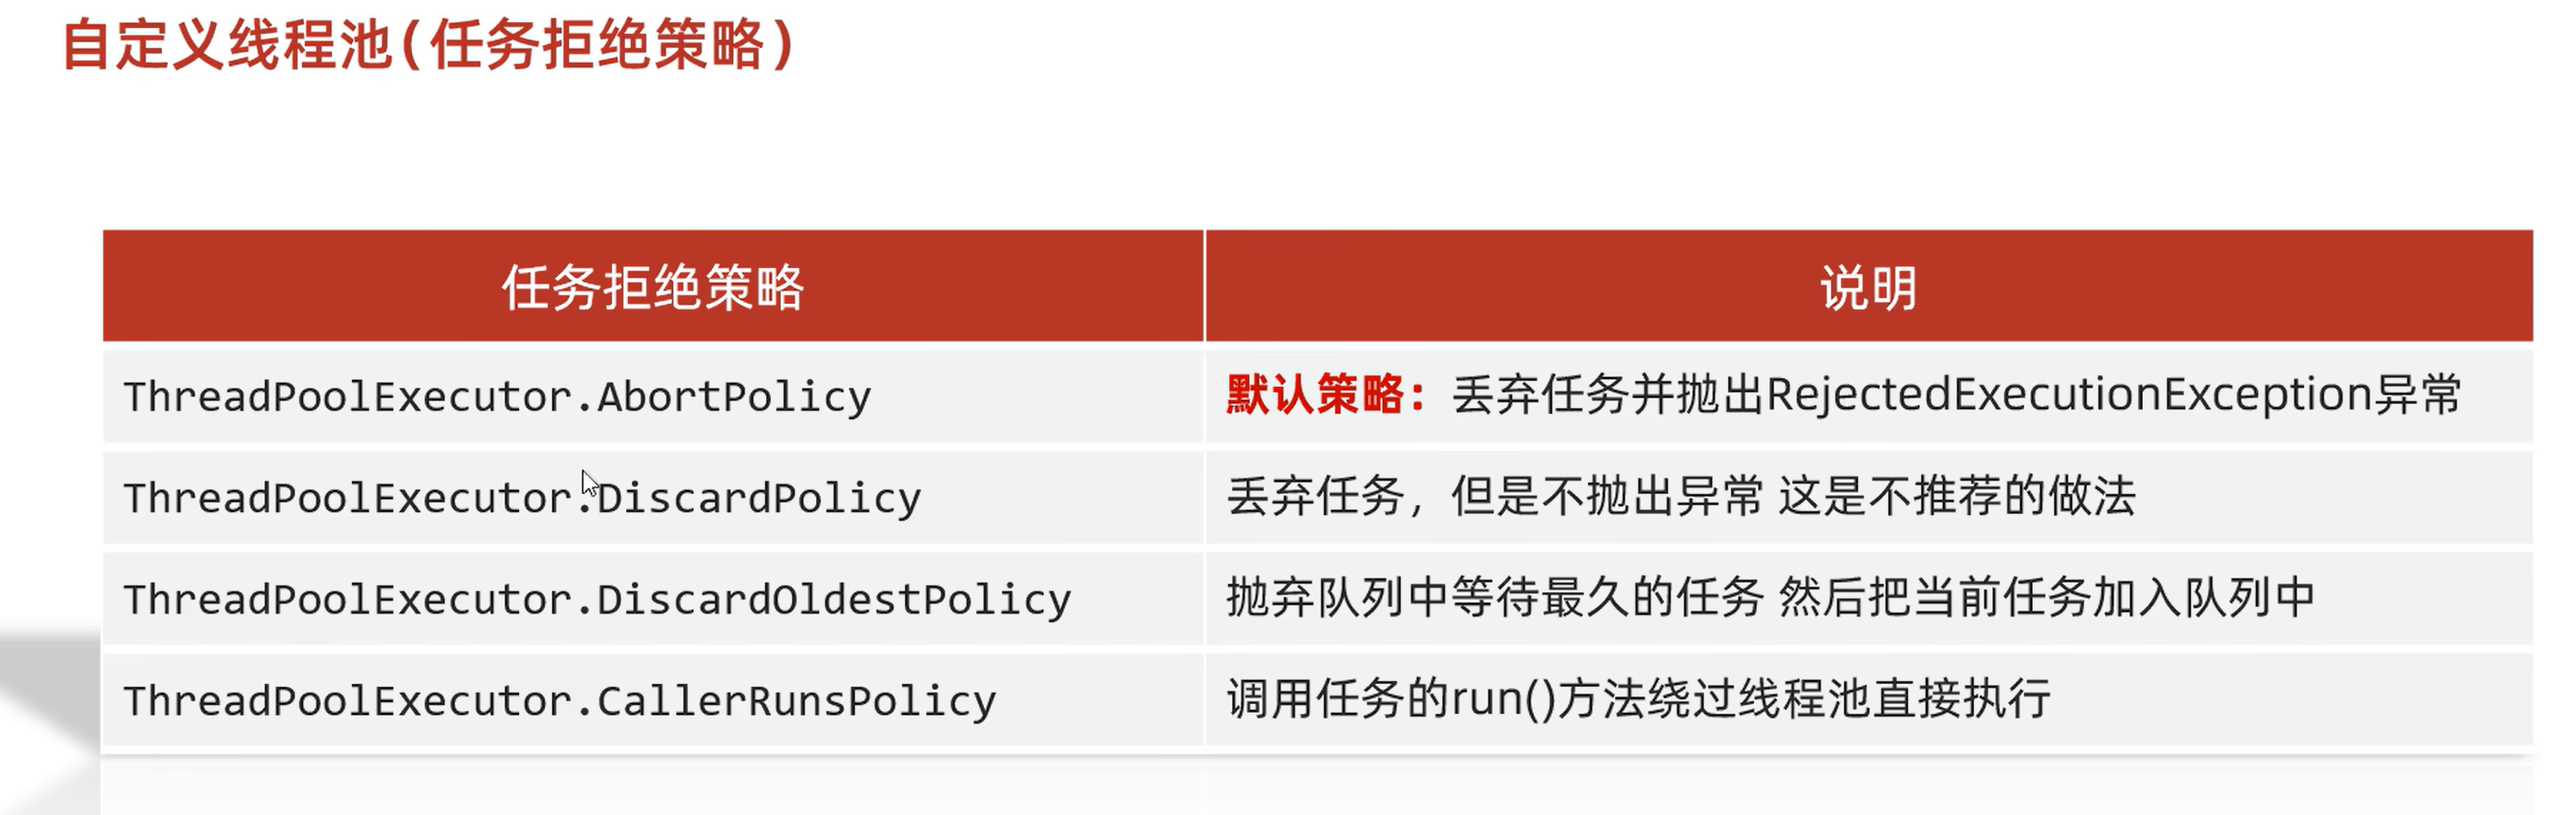 自定义线程池(任务拒绝策略)
任务拒绝策略 说明
ThreadPoolExecutor.AbortPolicy 默认策略：丢弃任务并抛出RejectedExecutionException异常
ThreadPoolExecutor.DiscardPolicy 丢弃任务，但是不抛出异常 这是不推荐的做法
ThreadPoolExecutor.DiscardOldestPolicy 抛弃队列中等待最久的任务 然后把当前任务加入队列中
ThreadPoolExecutor.CallerRunsPolicy 调用任务的run()方法绕过线程池直接执行